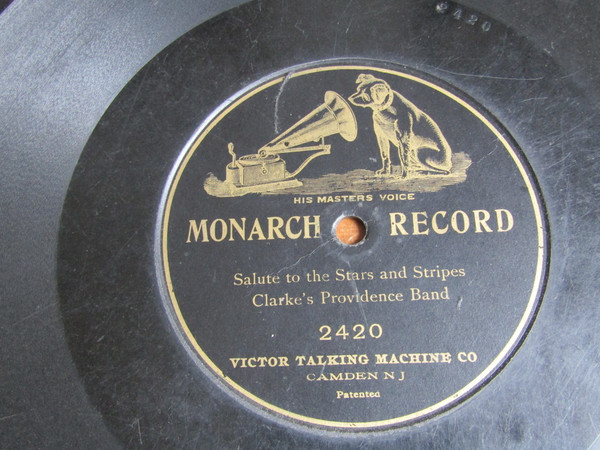 2420
HIS MASTERS VOICE
MONARCH RECORD
Salute to the Stars and Stripes
Clarke's Providence Band
2420
VICTOR TALKING MACHINE CO
CAMDEN N J
Patented